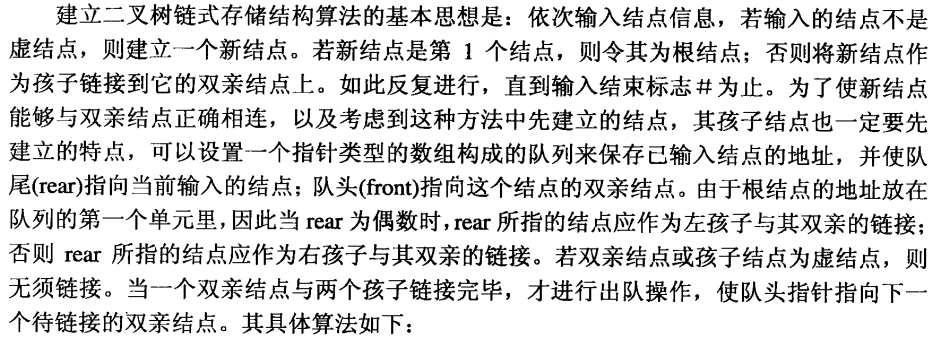 建立二叉树链式存储结构算法的基本思想是：依次输入结点信息，若输入的结点不是
虚结点，则建立一个新结点。若新结点是第 1 个结点，则令其为根结点；否则将新结点作
为孩子链接到它的双亲结点上。如此反复进行，直到输入结束标志#为止。为了使新结点
能够与双亲结点正确相连，以及考虑到这种方法中先建立的结点，其孩子结点也一定要先
建立的特点，可以设置一个指针类型的数组构成的队列来保存已输入结点的地址，并使队
尾(rear)指向当前输入的结点；队头(front)指向这个结点的双亲结点。由于根结点的地址放在
队列的第一个单元里，因此当 rear 为偶数时，rear 所指的结点应作为左孩子与其双亲的链接；
否则 rear 所指的结点应作为右孩子与其双亲的链接。若双亲结点或孩子结点为虚结点，则
无须链接。当一个双亲结点与两个孩子链接完毕，才进行出队操作，使队头指针指向下一
个待链接的双亲结点。其具体算法如下：